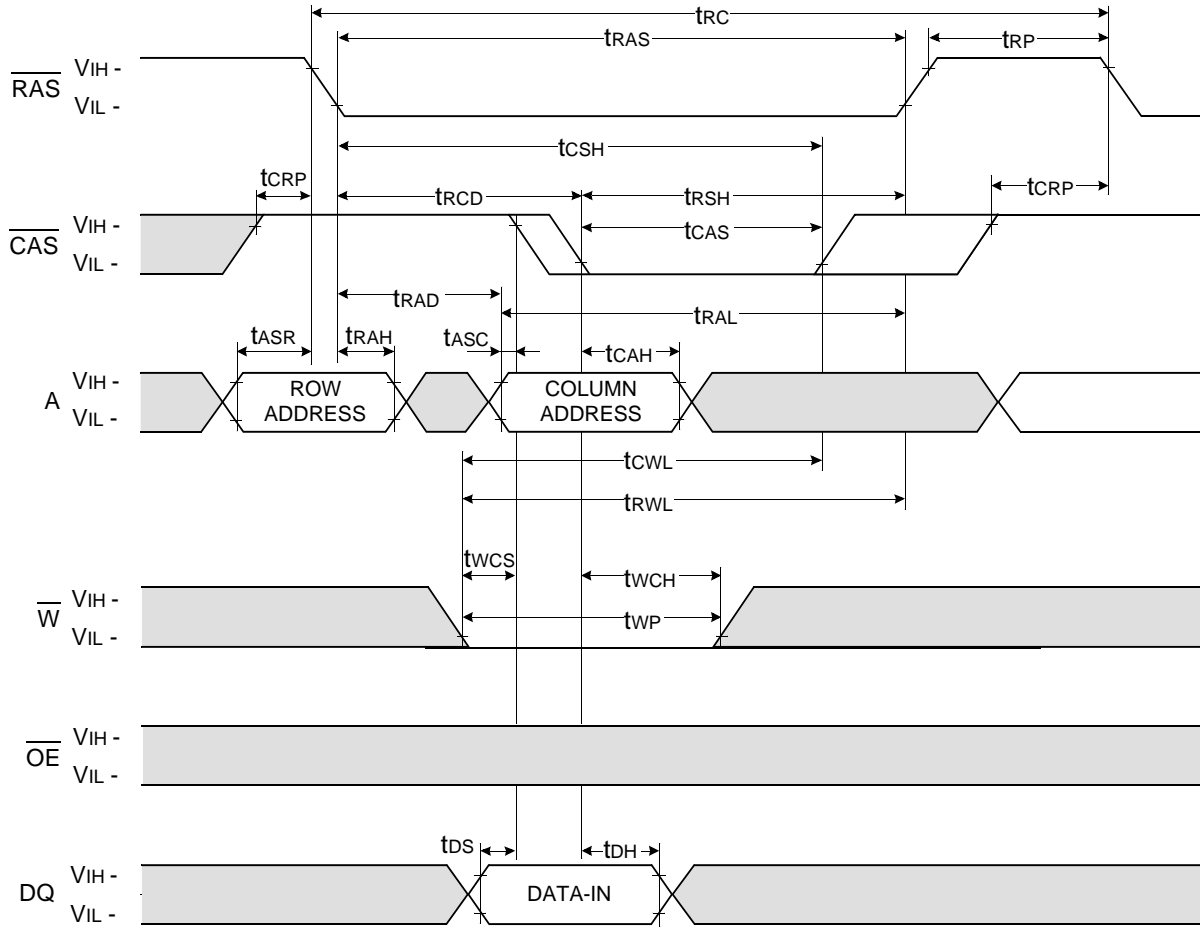 tRC
tRAS
tRP
RAS
VIH -
VIL -
tCSH
tCRP
tRCD
tRSH
tCRP
CAS
VIH -
VIL -
tCAS
tRAD
tRAL
tASR
tRAH
tASC
tCAH
A
VIH -
VIL -
ROW
ADDRESS
COLUMN
ADDRESS
tCWL
tRWL
tWCS
tWCH
W
VIH -
VIL -
tWP
OE
VIH -
VIL -
tDS
tDH
DQ
VIH -
VIL -
DATA-IN